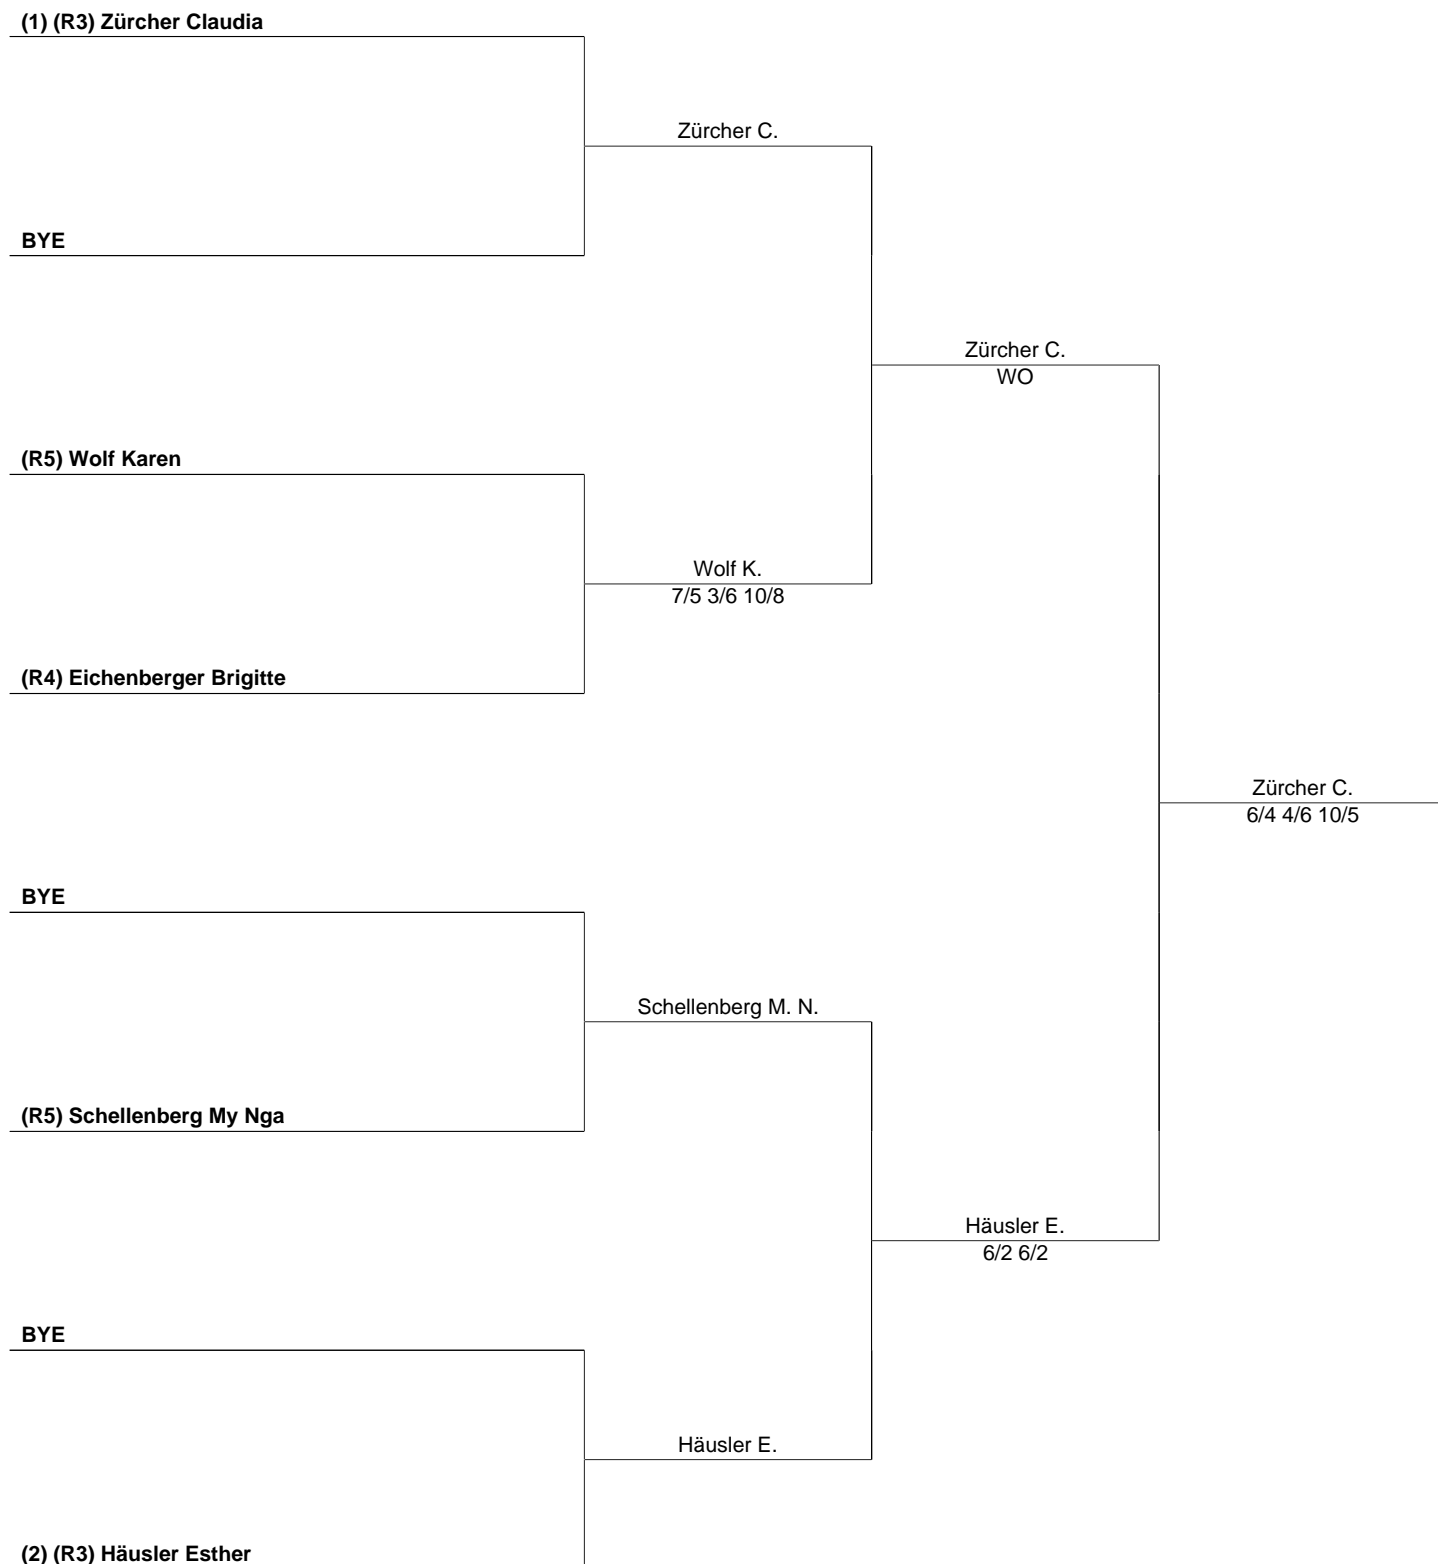 (1) (R3) Zürcher Claudia
Zürcher C.
BYE
Zürcher C.
WO
(R5) Wolf Karen
Wolf K.
7/5 3/6 10/8
(R4) Eichenberger Brigitte
Zürcher C.
6/4 4/6 10/5
BYE
Schellenberg M. N.
(R5) Schellenberg My Nga
Häusler E.
6/2 6/2
BYE
Häusler E.
(2) (R3) Häusler Esther